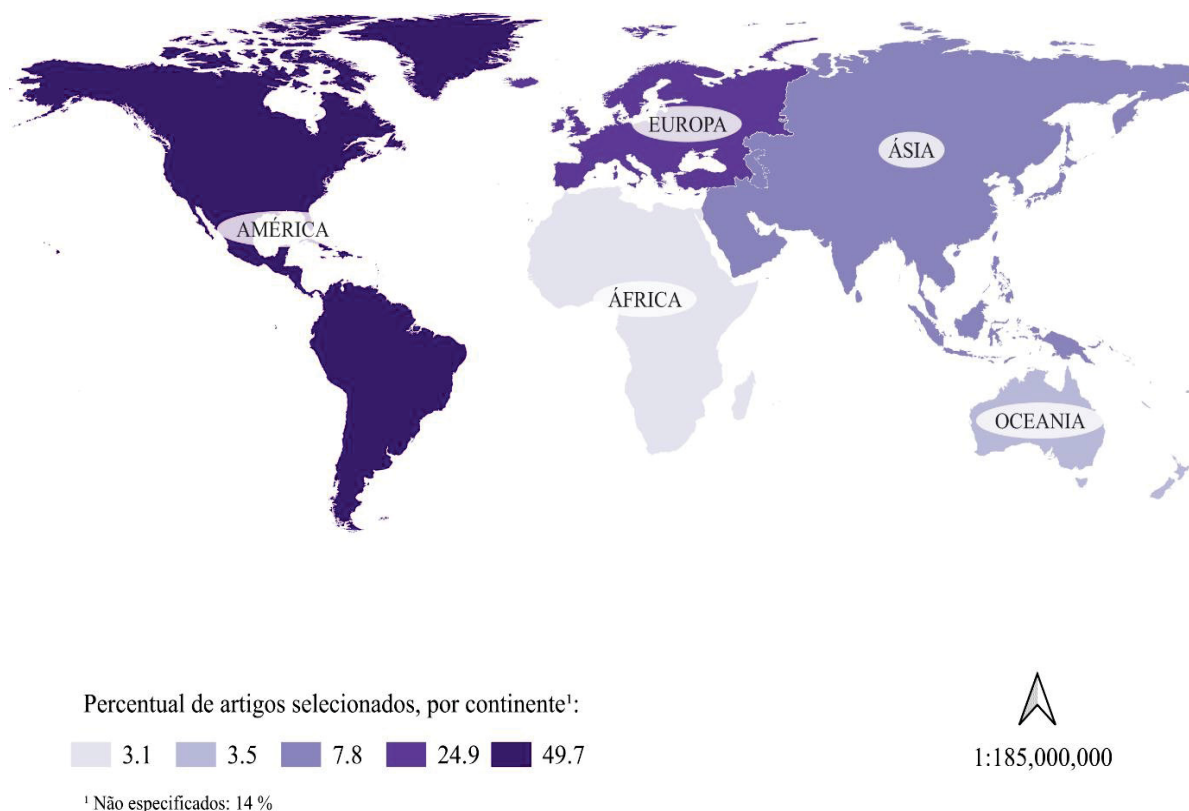 EUROPA
ÁSIA
AMÉRICA
ÁFRICA
OCEANIA
Percentual de artigos selecionados, por continente¹:
3.1 3.5 7.8 24.9 49.7
1:185,000,000
¹ Não especificados: 14 %